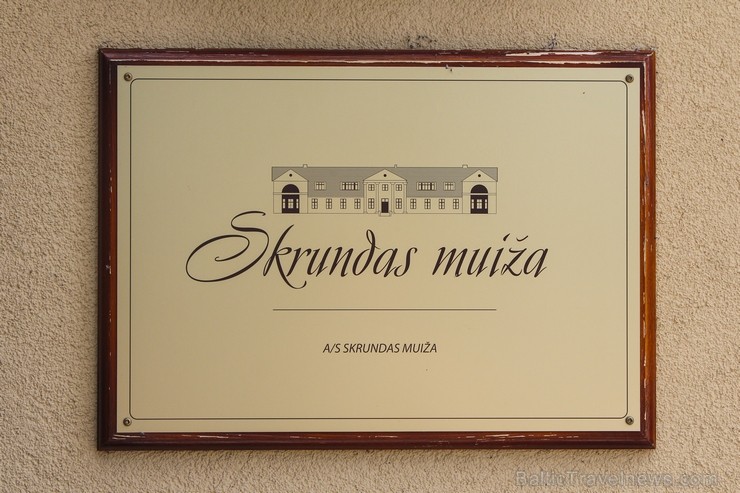 Skrundas muiža
A/S SKRUNDAS MUIŽA
BalticTravelnews.com